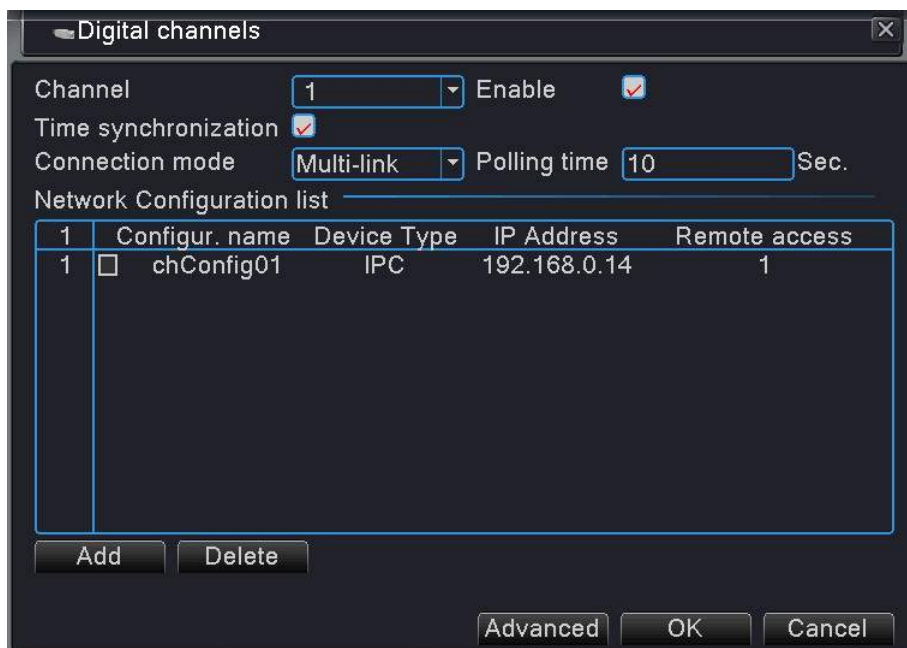 Digital channels
Channel 1 Enable
Time synchronization
Connection mode Multi-link Polling time 10 Sec.
Network Configuration list
1 Configur. name Device Type IP Address Remote access
1 chConfig01 IPC 192.168.0.14 1
Add Delete
Advanced OK Cancel